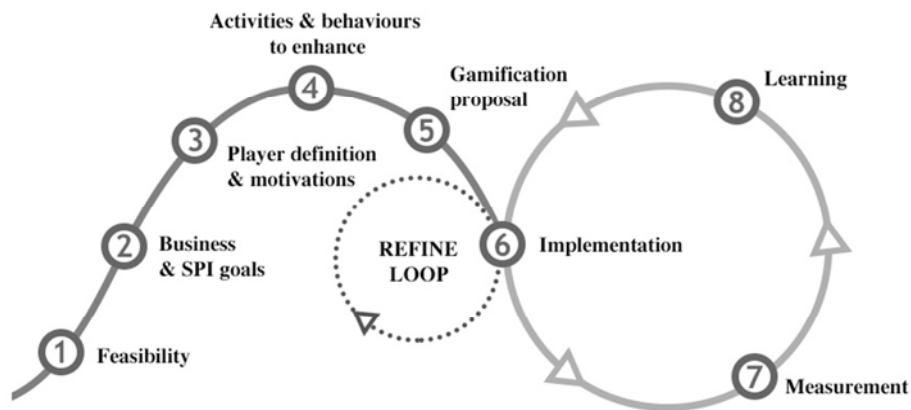 1
Feasibility
2
Business
& SPI goals
3
Player definition
& motivations
4
Activities & behaviours
to enhance
5
Gamification
proposal
REFINE
LOOP
6
Implementation
7
Measurement
8
Learning